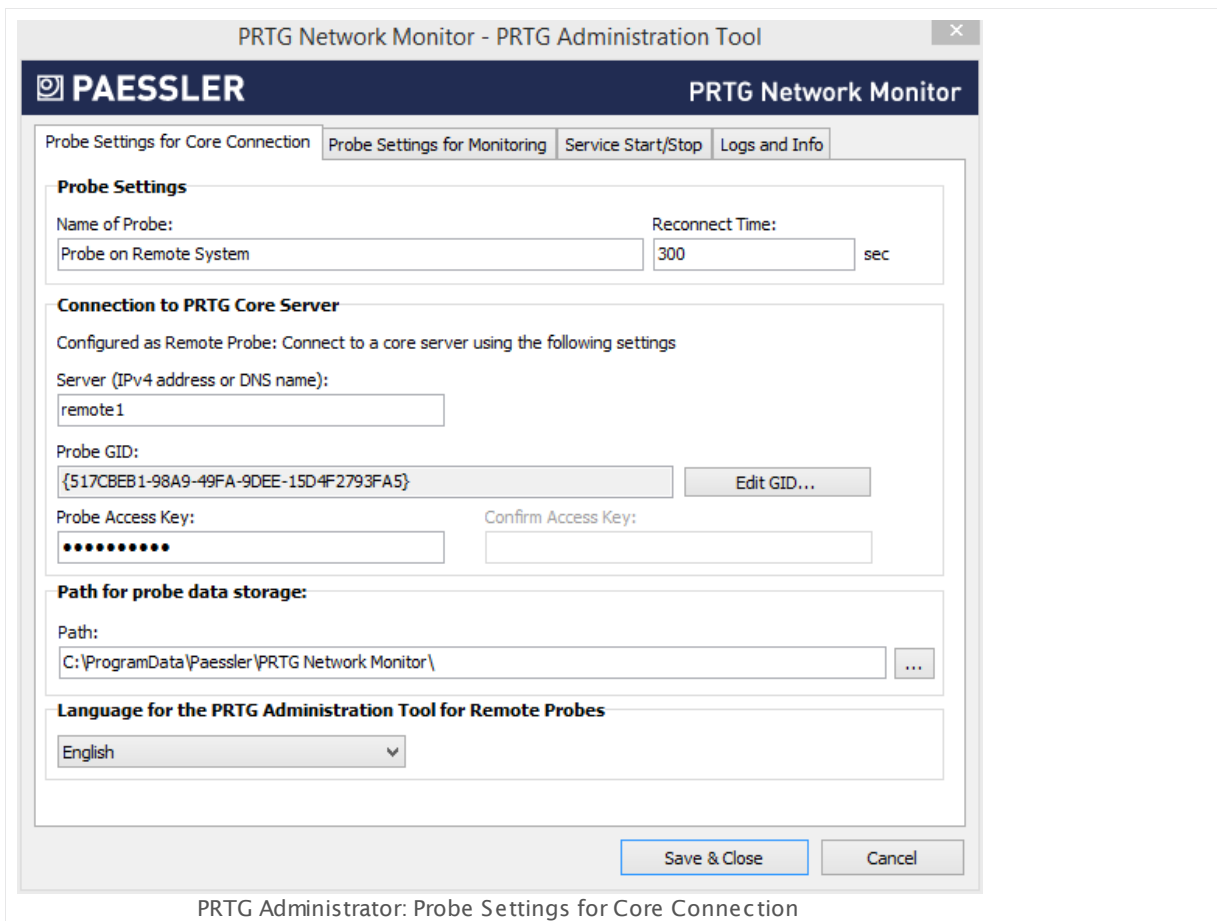 PRTG Network Monitor - PRTG Administration Tool
PAESSLER
PRTG Network Monitor
Probe Settings for Core Connection
Probe Settings for Monitoring
Service Start/Stop
Logs and Info
Probe Settings
Name of Probe:
Reconnect Time:
Probe on Remote System
300
sec
Connection to PRTG Core Server
Configured as Remote Probe: Connect to a core server using the following settings
Server (IPv4 address or DNS name):
remote1
Probe GID:
{517CBEB1-98A9-49FA-9DEE-15D4F2793FA5}
Edit GID...
Probe Access Key:
Confirm Access Key:
••••••••••
Path for probe data storage:
Path:
C:\ProgramData\Paessler\PRTG Network Monitor\
...
Language for the PRTG Administration Tool for Remote Probes
English
Save & Close
Cancel
PRTG Administrator: Probe Settings for Core Connection